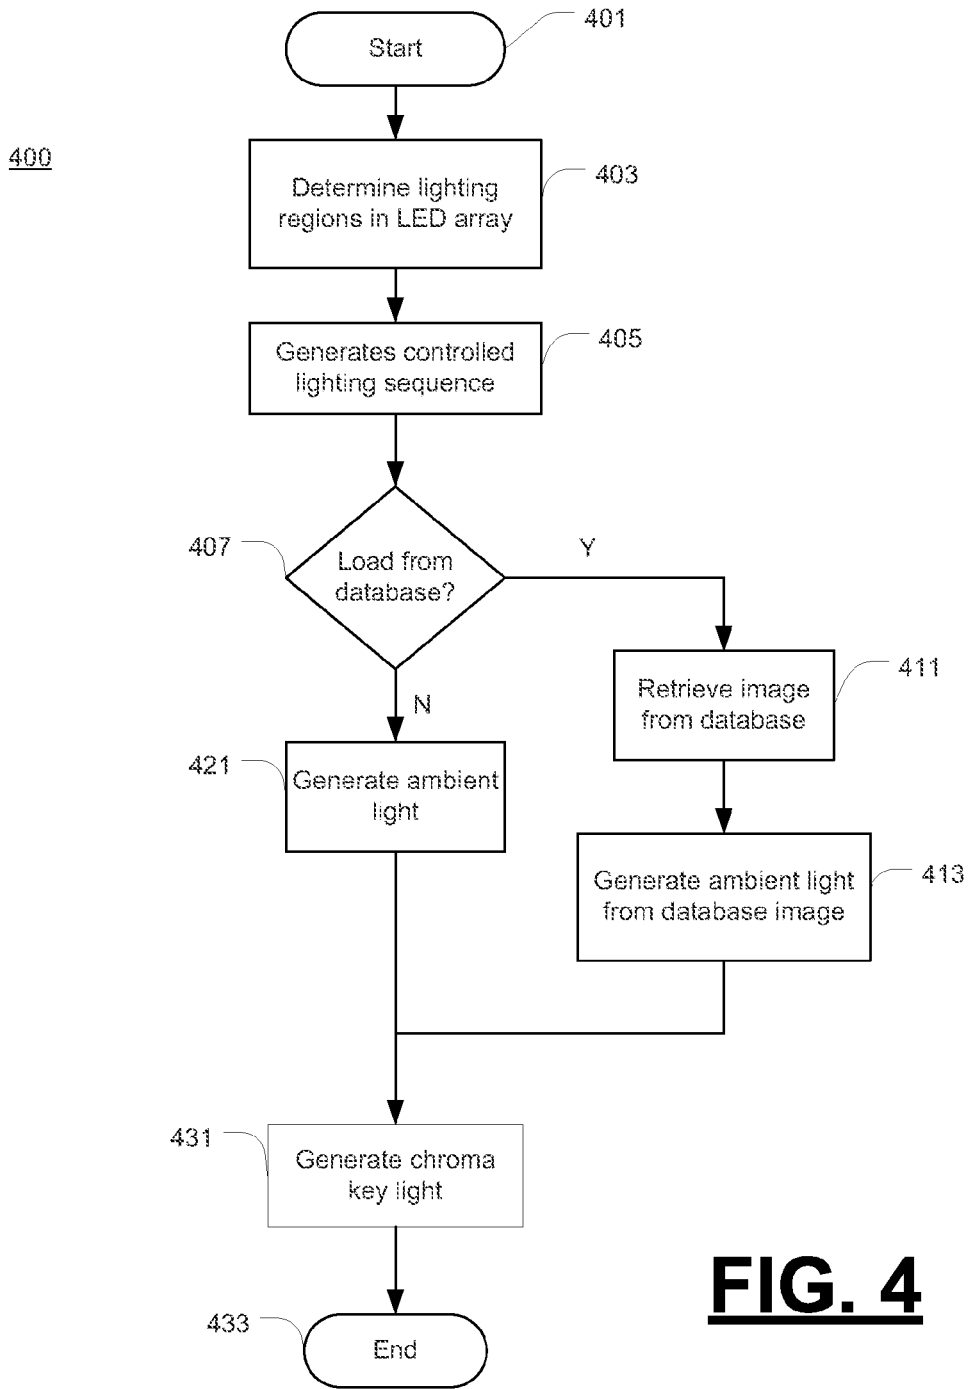 Start
401
400
Determine lighting
regions in LED array
403
Generates controlled
lighting sequence
405
Load from
database?
407
Y
N
Retrieve image
from database
411
Generate ambient
light
421
Generate ambient light
from database image
413
Generate chroma
key light
431
End
433
FIG. 4